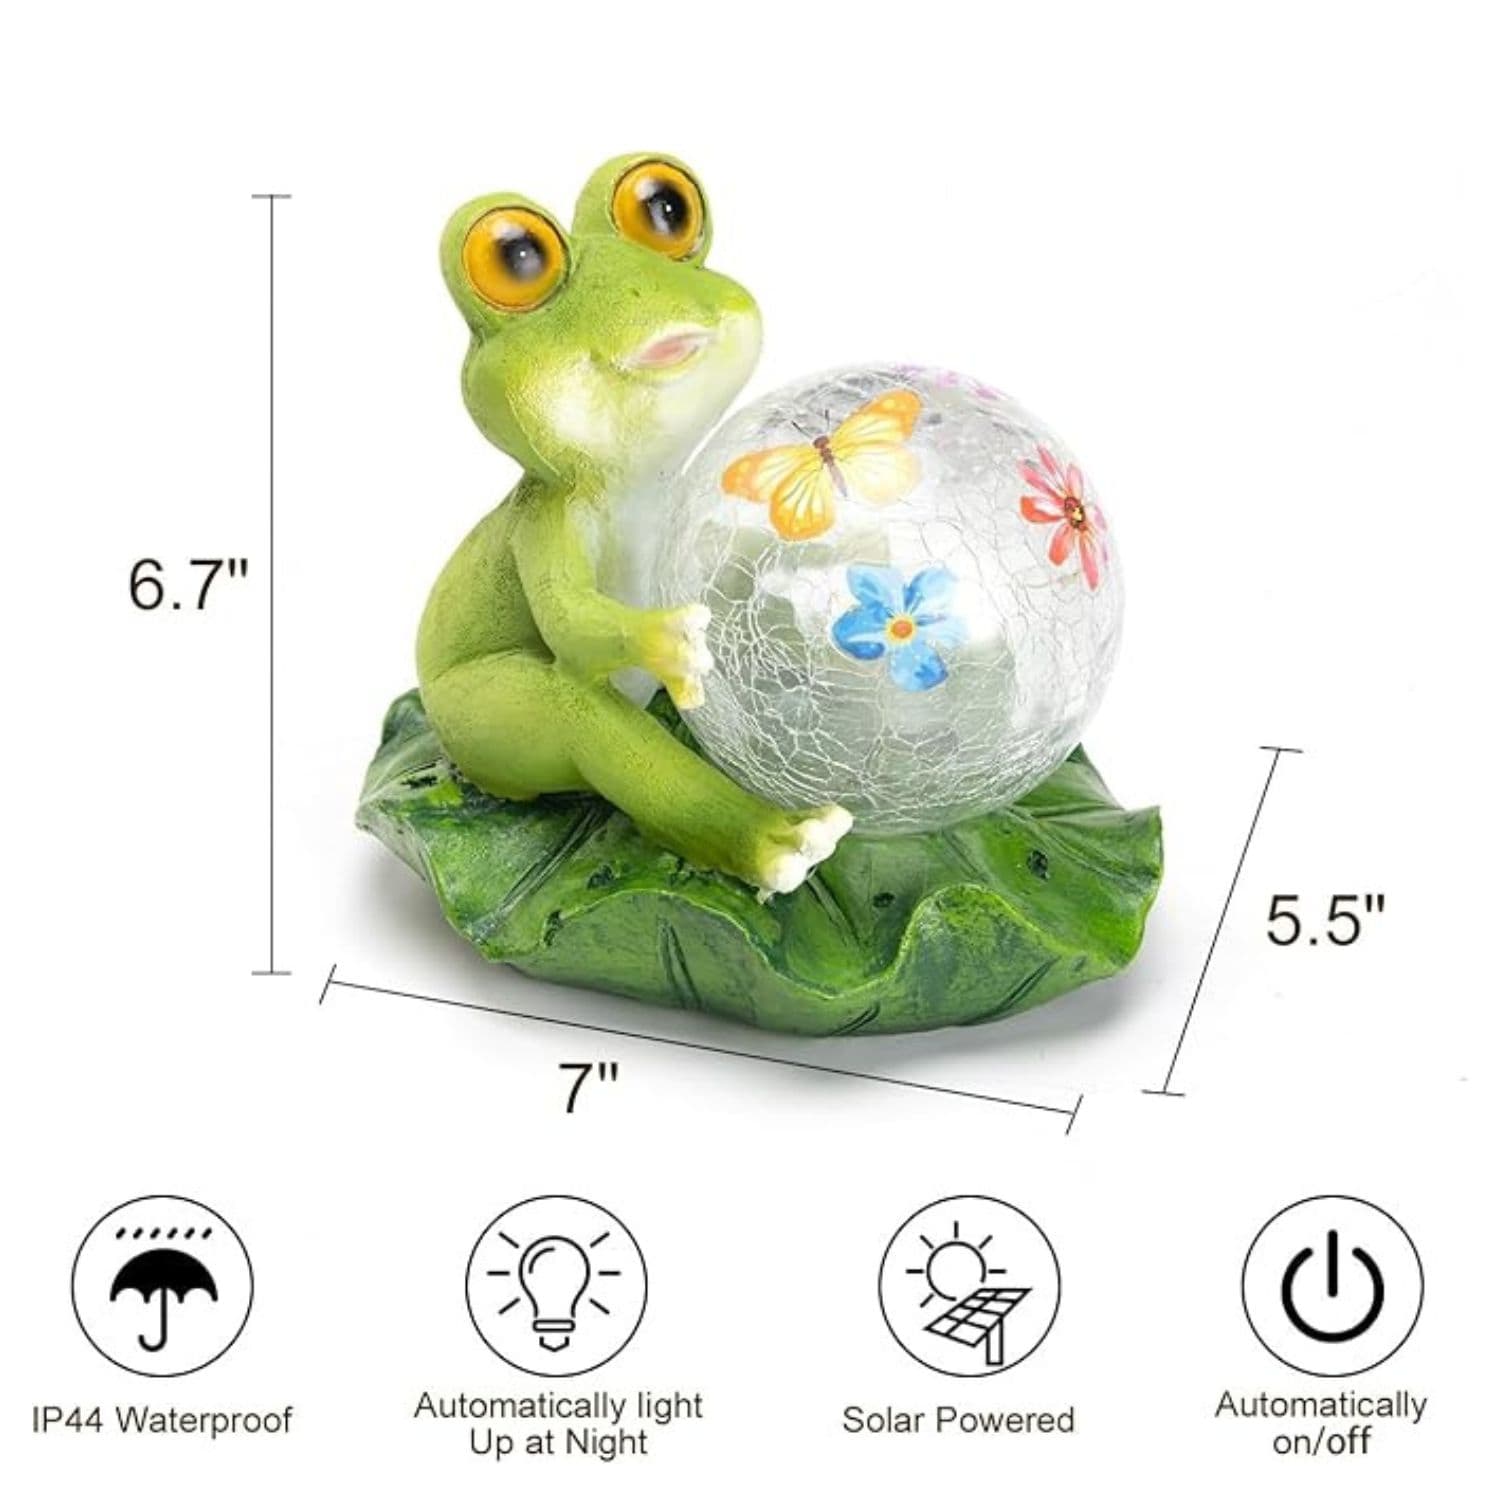 6.7"
5.5"
7"
IP44 Waterproof
Automatically light
Up at Night
Solar Powered
Automatically
on/off